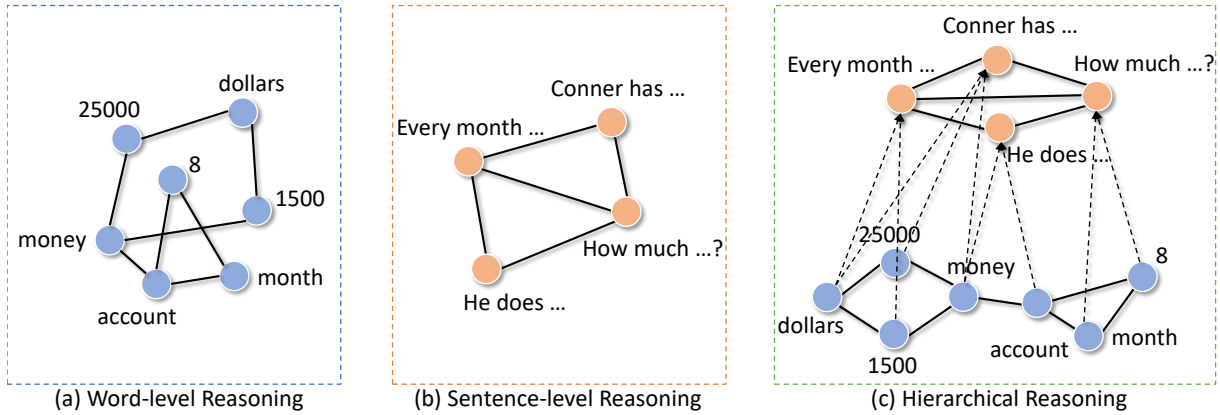 dollars
25000
8
1500
money
month
account
(a) Word-level Reasoning
Conner has ...
Every month ...
How much ...?
He does ...
(b) Sentence-level Reasoning
Conner has ...
Every month ...
How much ...?
He does ...
25000
money
8
dollars
1500
account
month
(c) Hierarchical Reasoning